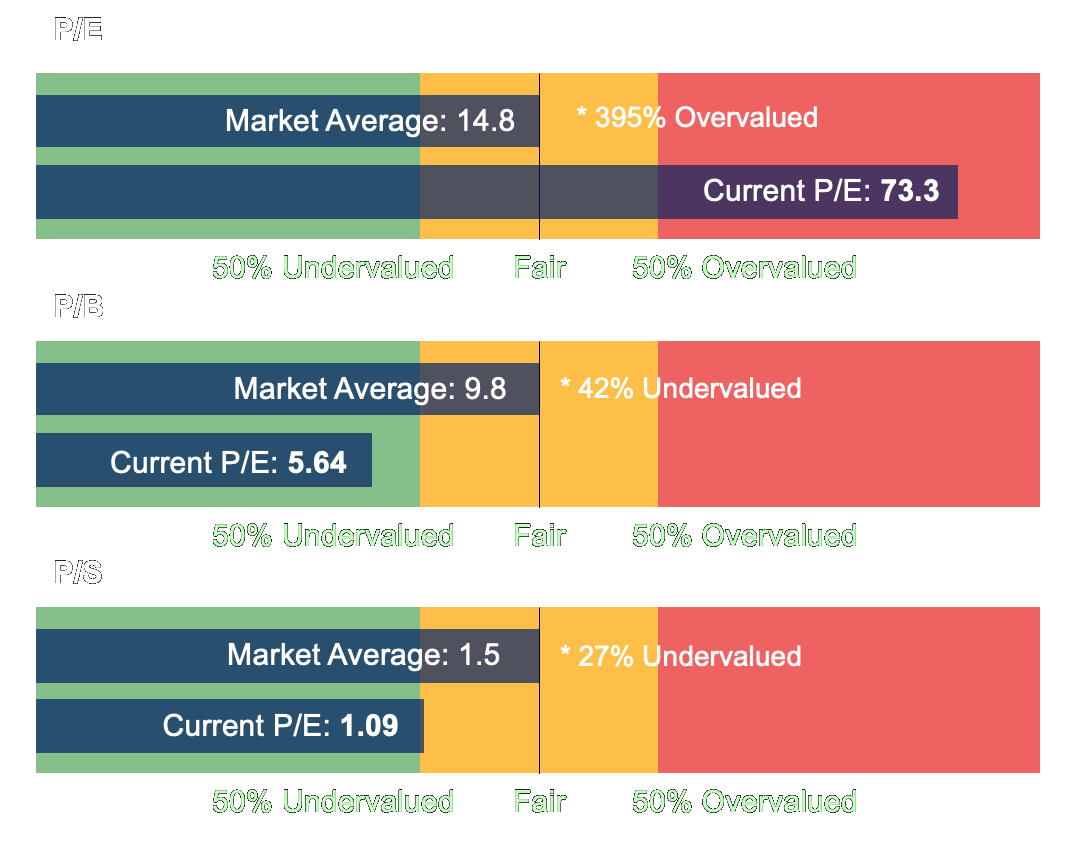 P/E
Market Average: 14.8
* 395% Overvalued
Current P/E: 73.3
50% Undervalued Fair 50% Overvalued
P/B
Market Average: 9.8
* 42% Undervalued
Current P/E: 5.64
50% Undervalued Fair 50% Overvalued
P/S
Market Average: 1.5
* 27% Undervalued
Current P/E: 1.09
50% Undervalued Fair 50% Overvalued